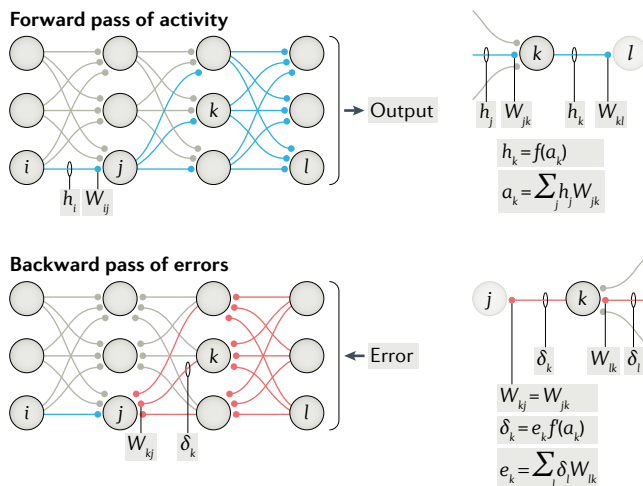 Forward pass of activity
k
l
k
Output
h_j W_jk h_k W_kl
i
j
l
h_i W_ij
h_k = f(a_k)
a_k = ∑_j h_j W_jk
Backward pass of errors
j
k
k
Error
δ_k W_lk δ_l
i
j
l
W_kj δ_k
W_kj = W_jk
δ_k = e_k f'(a_k)
e_k = ∑_l δ_l W_lk